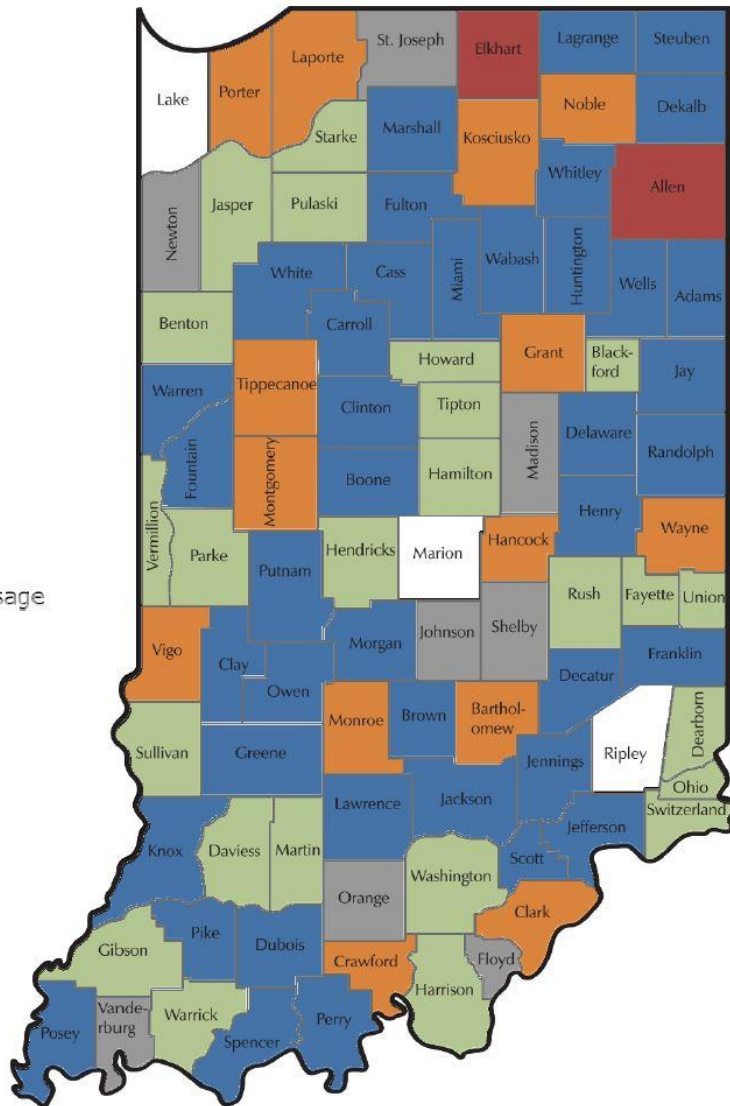 Lagrange
Steuben
St. Joseph
Elkhart
Laporte
Porter
Lake
Noble
Dekalb
Starke
Marshall
Kosciusko
Whitley
Allen
Jasper
Pulaski
Fulton
Newton
White
Cass
Miami
Wabash
Huntington
Wells
Adams
Benton
Carroll
Howard
Grant
Black-
ford
Jay
Warren
Tippecanoe
Clinton
Tipton
Delaware
Madison
Randolph
Fountain
Montgomery
Boone
Hamilton
Henry
Wayne
Vermillion
Parke
Putnam
Hendricks
Marion
Hancock
sage
Rush
Fayette
Union
Vigo
Clay
Morgan
Johnson
Shelby
Franklin
Owen
Decatur
Sullivan
Greene
Monroe
Brown
Barthol-
omew
Jennings
Ripley
Dearborn
Ohio
Switzerland
Lawrence
Jackson
Jefferson
Knox
Daviess
Martin
Scott
Washington
Orange
Clark
Pike
Dubois
Gibson
Crawford
Floyd
Harrison
Posey
Vande-
rburg
Warrick
Spencer
Perry